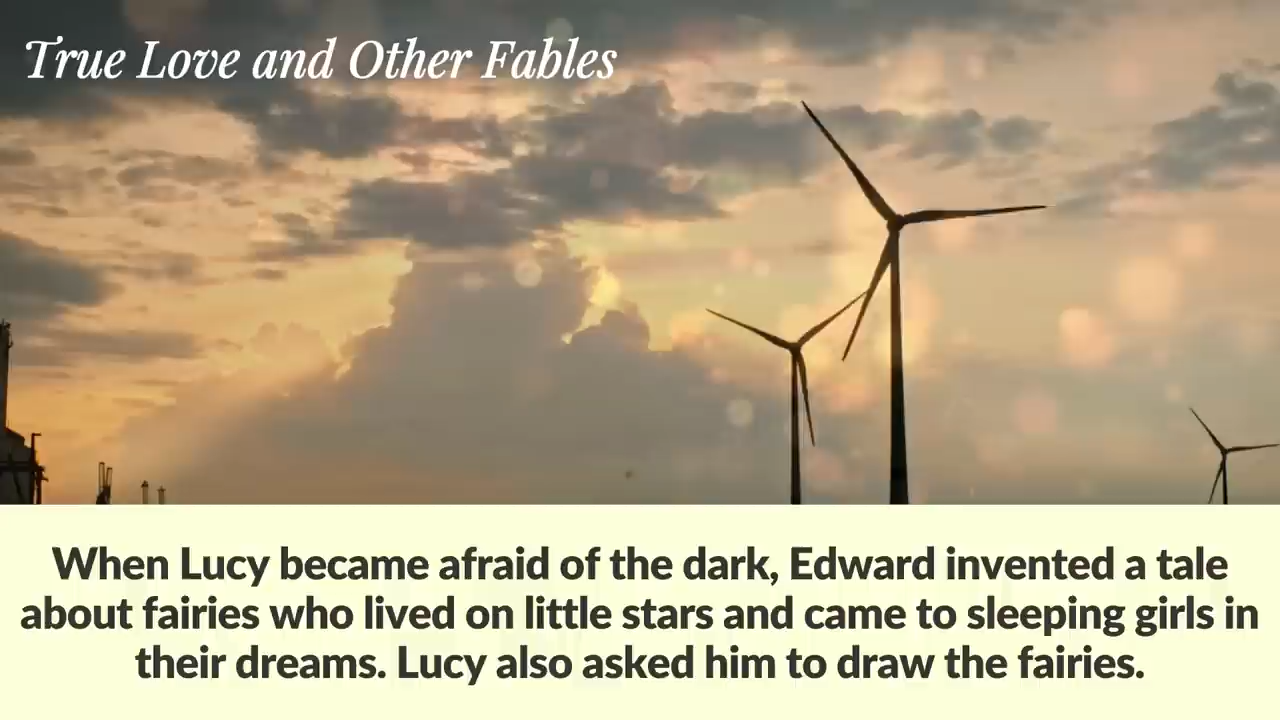 True Love and Other Fables
When Lucy became afraid of the dark, Edward invented a tale
about fairies who lived on little stars and came to sleeping girls in
their dreams. Lucy also asked him to draw the fairies.